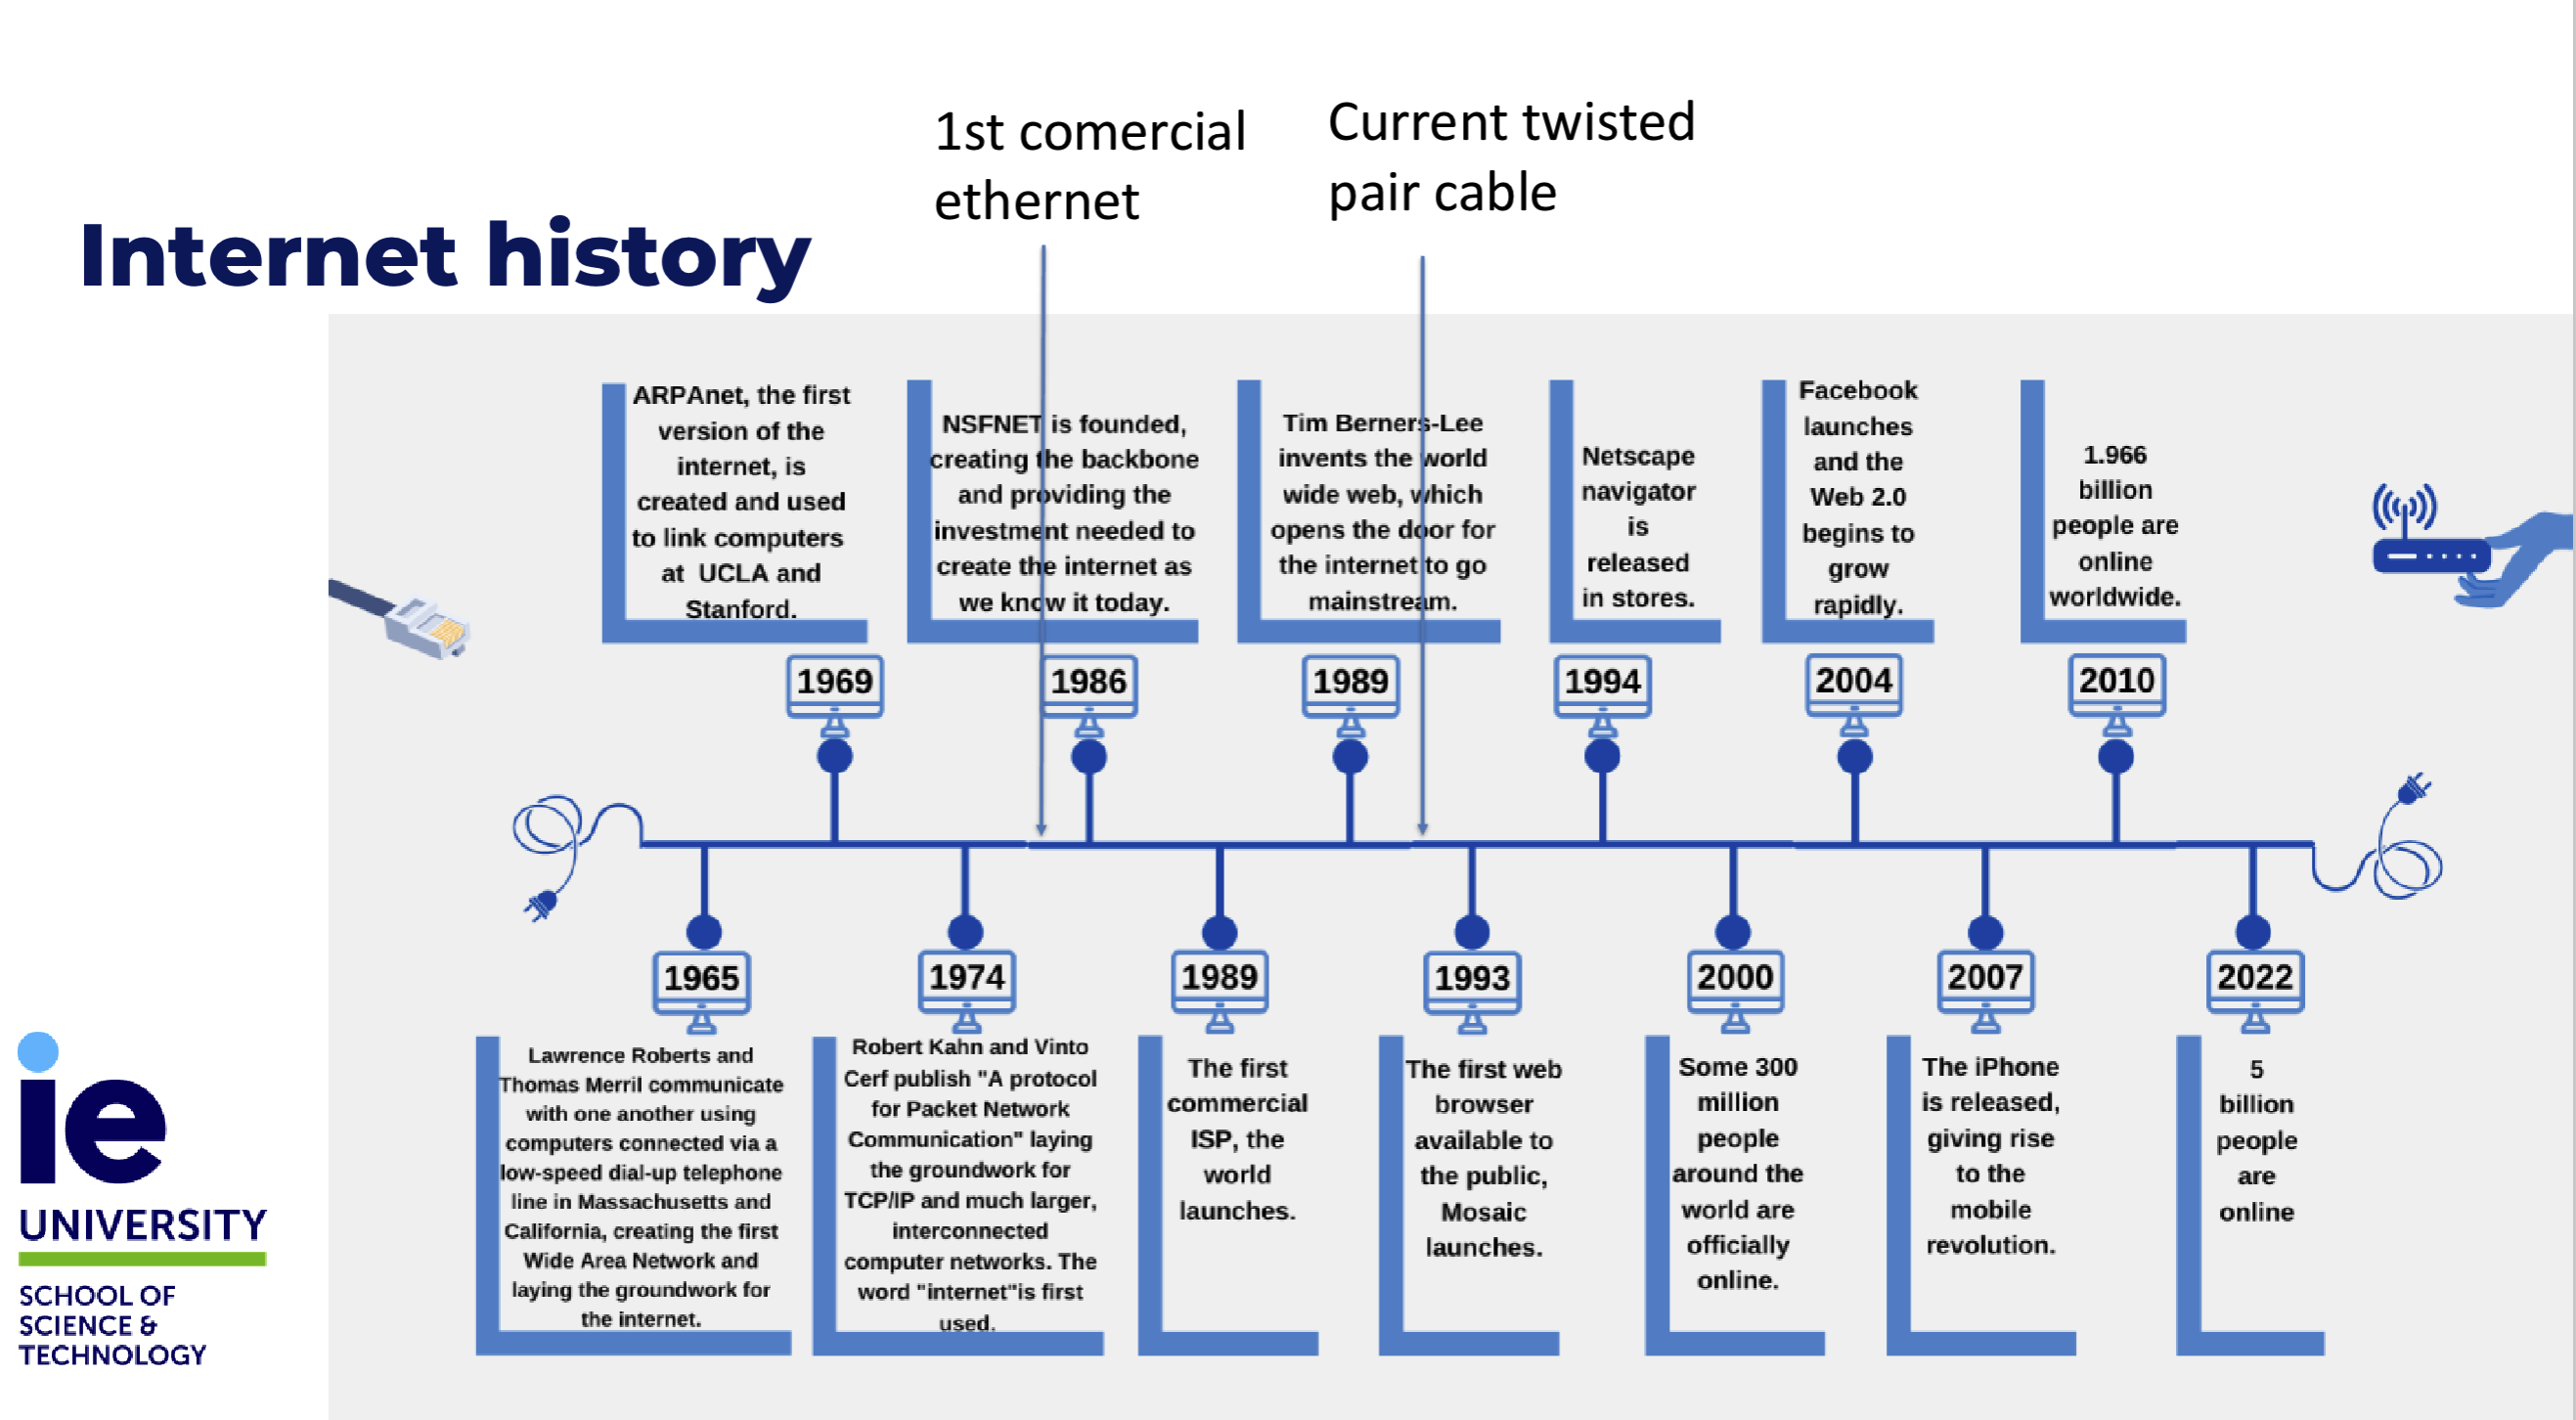 1st comercial
ethernet
Current twisted
pair cable
Internet history
ARPAnet, the first
version of the
internet, is
created and used
to link computers
at UCLA and
Stanford.
NSFNET is founded,
creating the backbone
and providing the
investment needed to
create the internet as
we know it today.
Tim Berners-Lee
invents the world
wide web, which
opens the door for
the internet to go
mainstream.
Netscape
navigator
is
released
in stores.
Facebook
launches
and the
Web 2.0
begins to
grow
rapidly.
1.966
billion
people are
online
worldwide.
1969
1986
1989
1994
2004
2010
1965
1974
1989
1993
2000
2007
2022
Lawrence Roberts and
Thomas Merril communicate
with one another using
computers connected via a
low-speed dial-up telephone
line in Massachusetts and
California, creating the first
Wide Area Network and
laying the groundwork for
the internet.
Robert Kahn and Vinto
Cerf publish "A protocol
for Packet Network
Communication" laying
the groundwork for
TCP/IP and much larger,
interconnected
computer networks. The
word "internet"is first
used.
The first
commercial
ISP, the
world
launches.
The first web
browser
available to
the public,
Mosaic
launches.
Some 300
million
people
around the
world are
officially
online.
The iPhone
is released,
giving rise
to the
mobile
revolution.
5
billion
people
are
online
ie
UNIVERSITY
SCHOOL OF
SCIENCE &
TECHNOLOGY